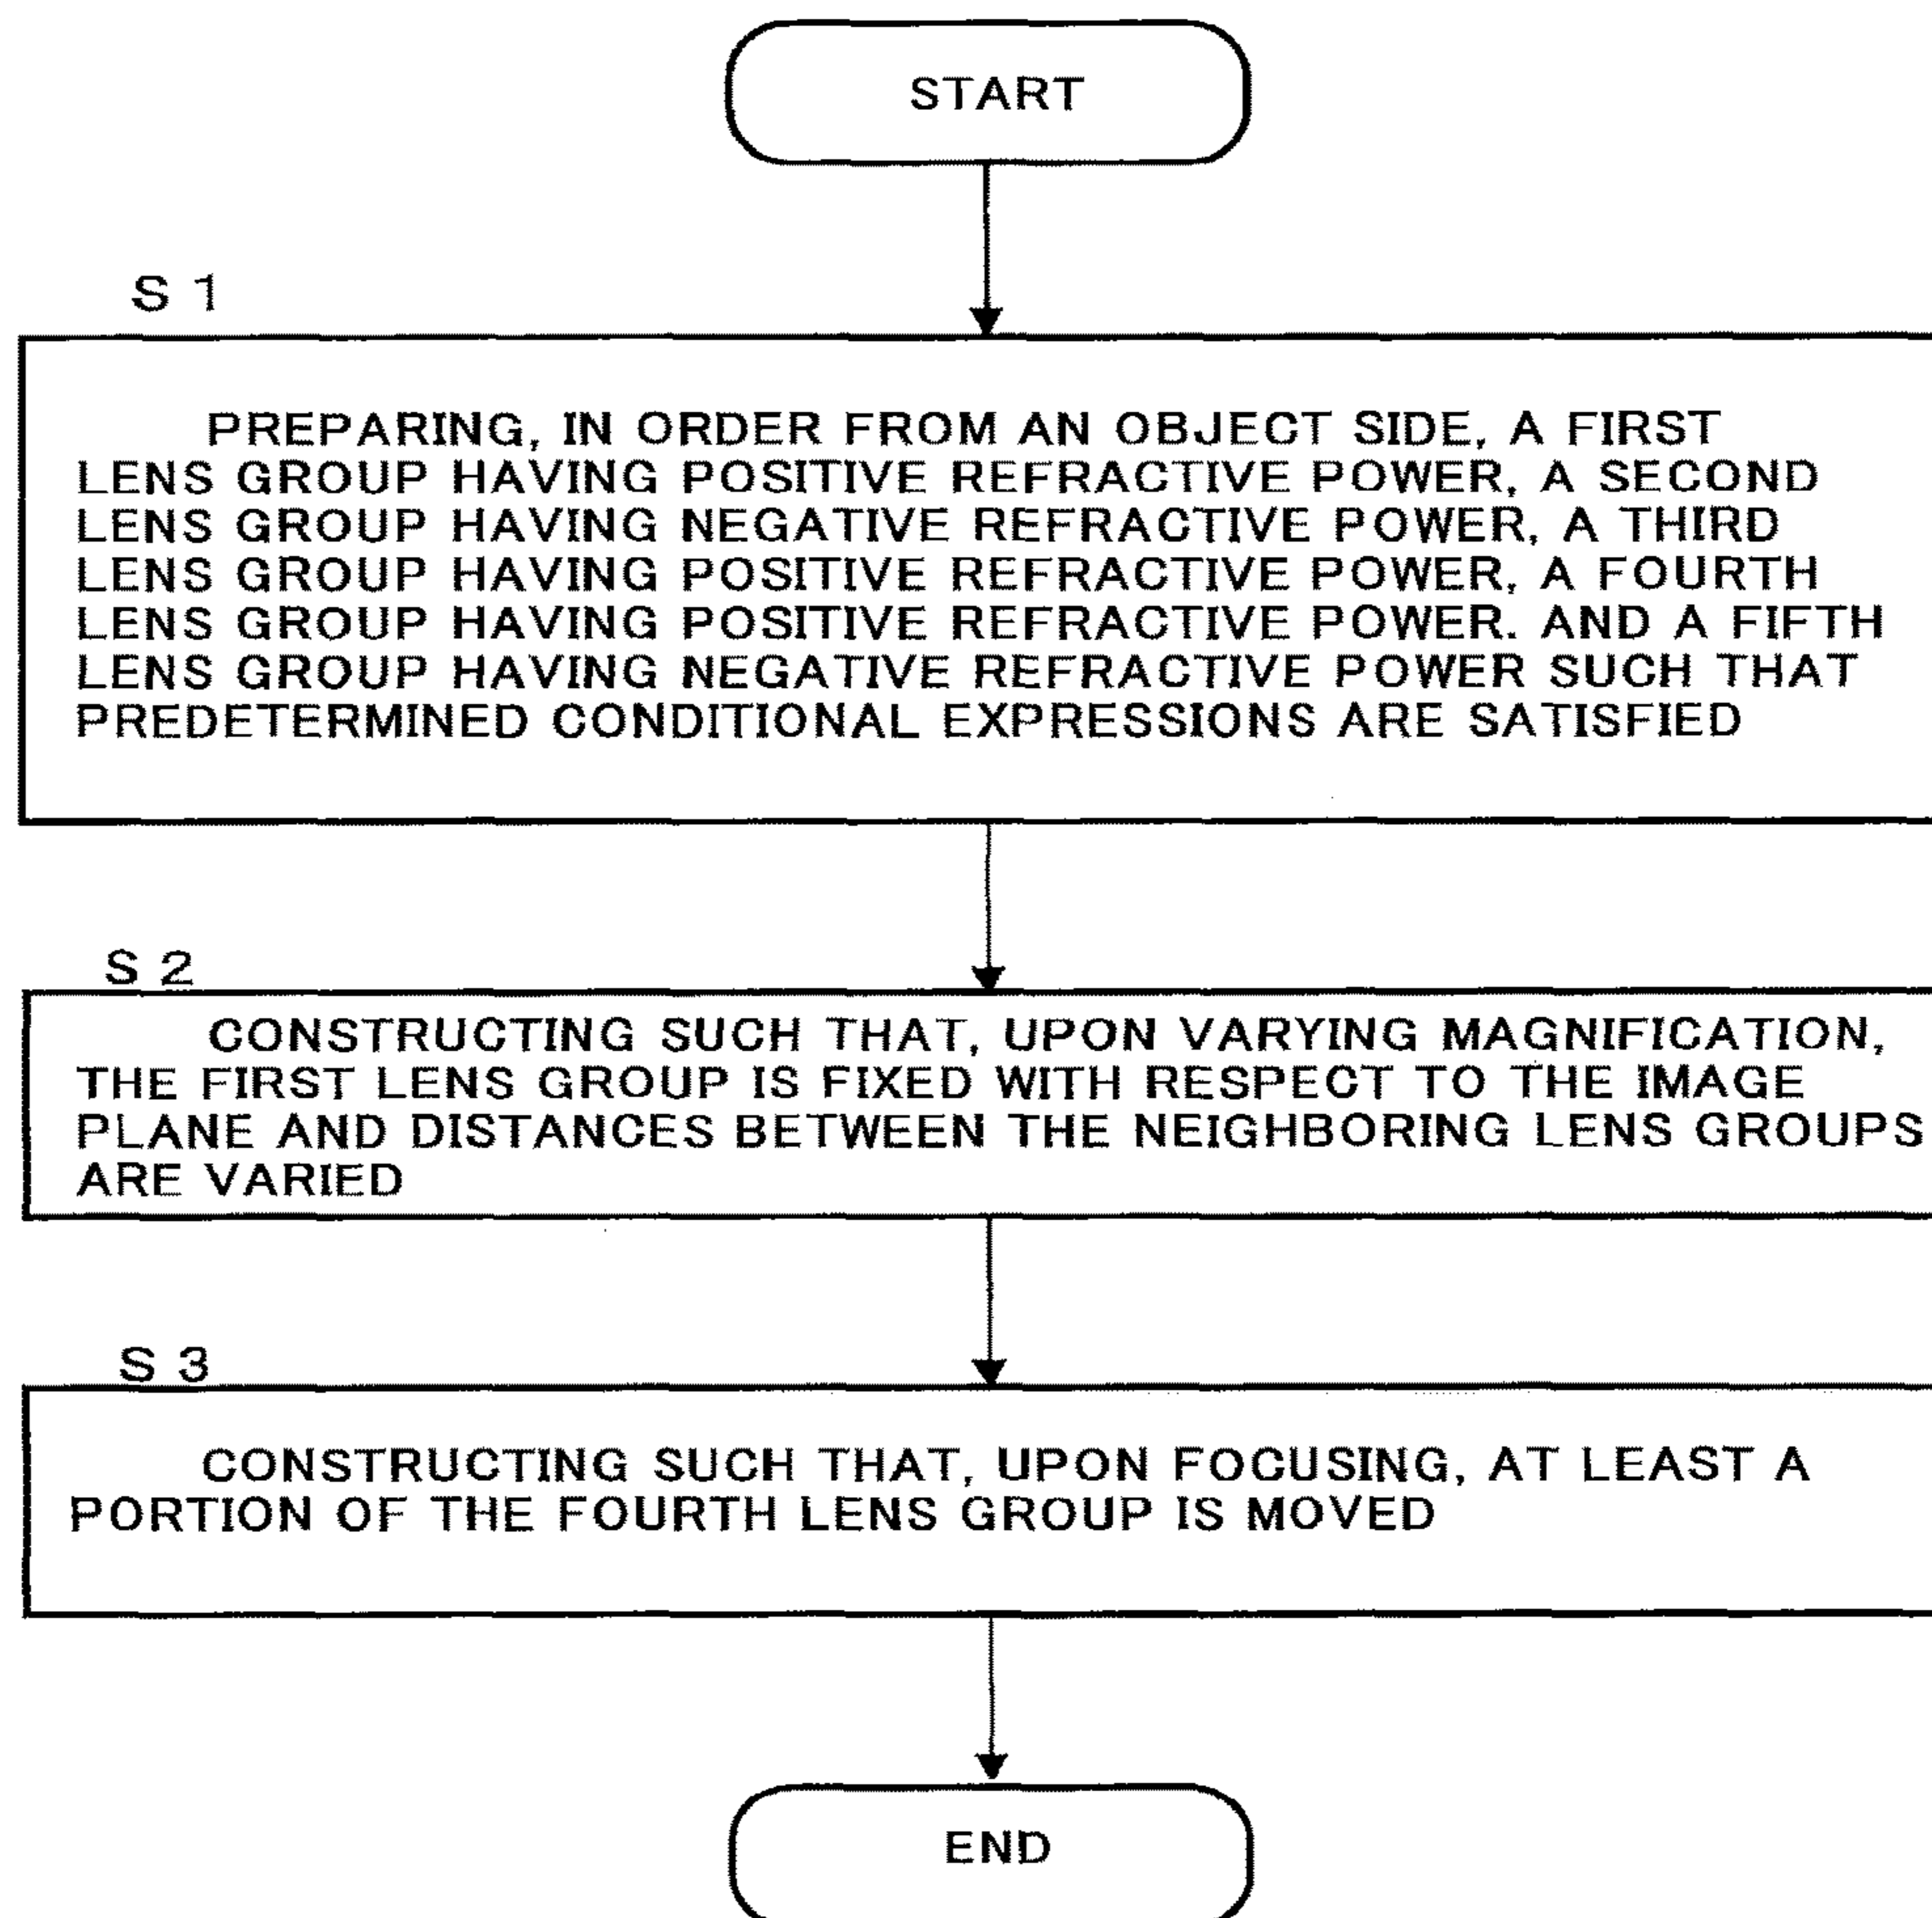 START
S 1
PREPARING, IN ORDER FROM AN OBJECT SIDE, A FIRST
LENS GROUP HAVING POSITIVE REFRACTIVE POWER, A SECOND
LENS GROUP HAVING NEGATIVE REFRACTIVE POWER, A THIRD
LENS GROUP HAVING POSITIVE REFRACTIVE POWER, A FOURTH
LENS GROUP HAVING POSITIVE REFRACTIVE POWER. AND A FIFTH
LENS GROUP HAVING NEGATIVE REFRACTIVE POWER SUCH THAT
PREDETERMINED CONDITIONAL EXPRESSIONS ARE SATISFIED
S 2
CONSTRUCTING SUCH THAT, UPON VARYING MAGNIFICATION,
THE FIRST LENS GROUP IS FIXED WITH RESPECT TO THE IMAGE
PLANE AND DISTANCES BETWEEN THE NEIGHBORING LENS GROUPS
ARE VARIED
S 3
CONSTRUCTING SUCH THAT, UPON FOCUSING, AT LEAST A
PORTION OF THE FOURTH LENS GROUP IS MOVED
END